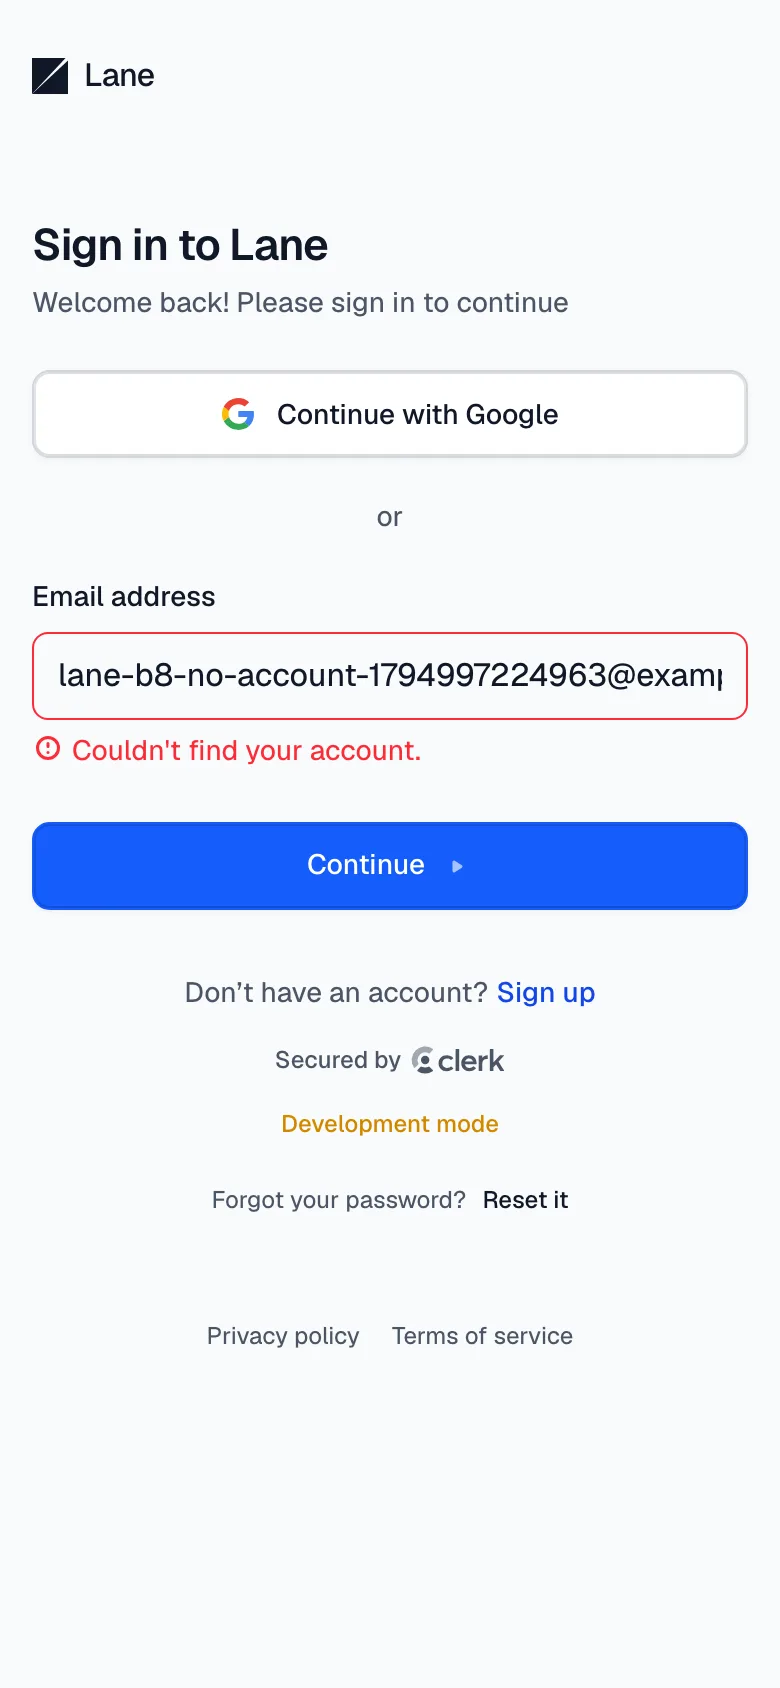 Lane
Sign in to Lane
Welcome back! Please sign in to continue
Continue with Google
or
Email address
lane-b8-no-account-1794997224963@examp
Couldn't find your account.
Continue
Don’t have an account? Sign up
Secured by clerk
Development mode
Forgot your password? Reset it
Privacy policy Terms of service